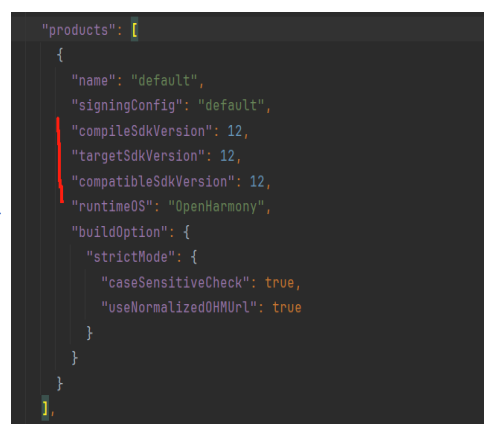 "products": [
{
"name": "default",
"signingConfig": "default",
"compileSdkVersion": 12,
"targetSdkVersion": 12,
"compatibleSdkVersion": 12,
"runtimeOS": "OpenHarmony",
"buildOption": {
"strictMode": {
"caseSensitiveCheck": true,
"useNormalizedOHMUrl": true
}
}
}
],